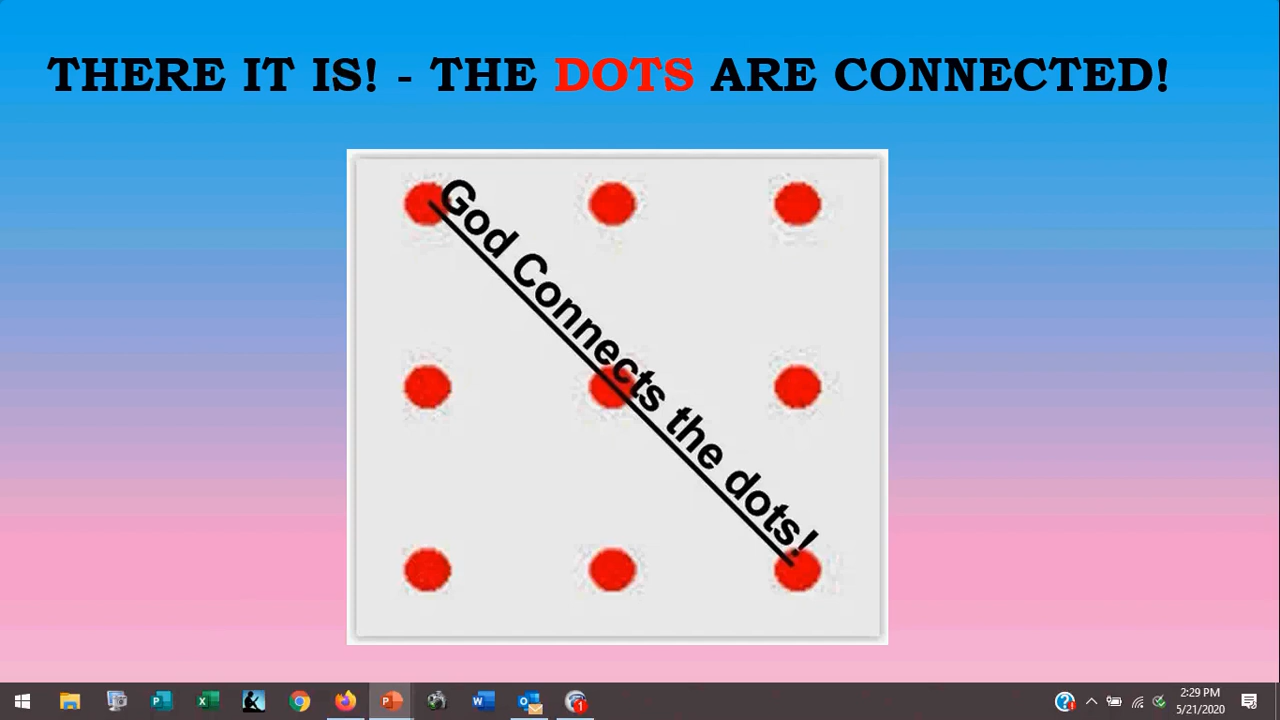 THERE IT IS! - THE DOTS ARE CONNECTED!
God Connects the dots!
2:29 PM
5/21/2020